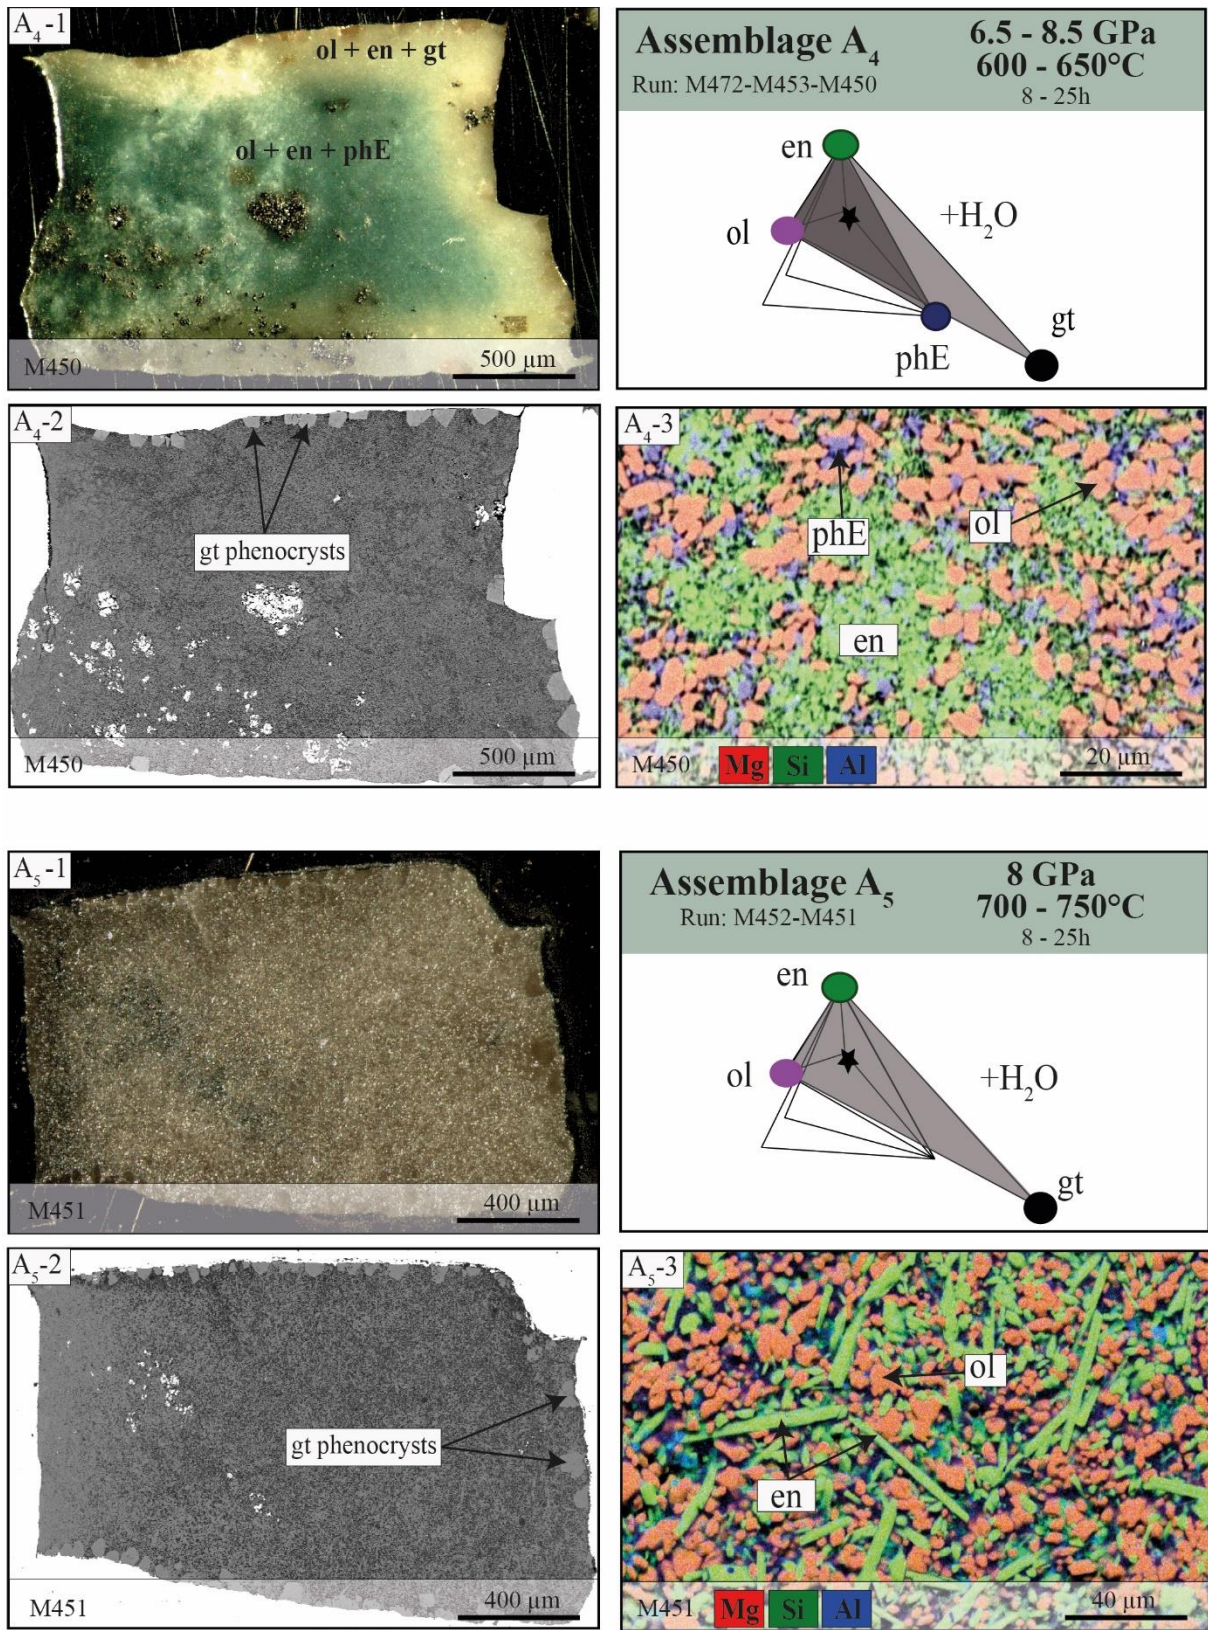 A₄-1
ol + en + gt
ol + en + phE
M450
500 µm
Assemblage A₄
Run: M472-M453-M450
6.5 - 8.5 GPa
600 - 650°C
8 - 25h
en
ol
+H₂O
phE
gt
A₄-2
gt phenocrysts
M450
500 µm
A₄-3
phE
ol
en
M450
Mg Si Al
20 µm
A₅-1
M451
400 µm
Assemblage A₅
Run: M452-M451
8 GPa
700 - 750°C
8 - 25h
en
ol
+H₂O
gt
A₅-2
gt phenocrysts
M451
400 µm
A₅-3
ol
en
M451
Mg Si Al
40 µm